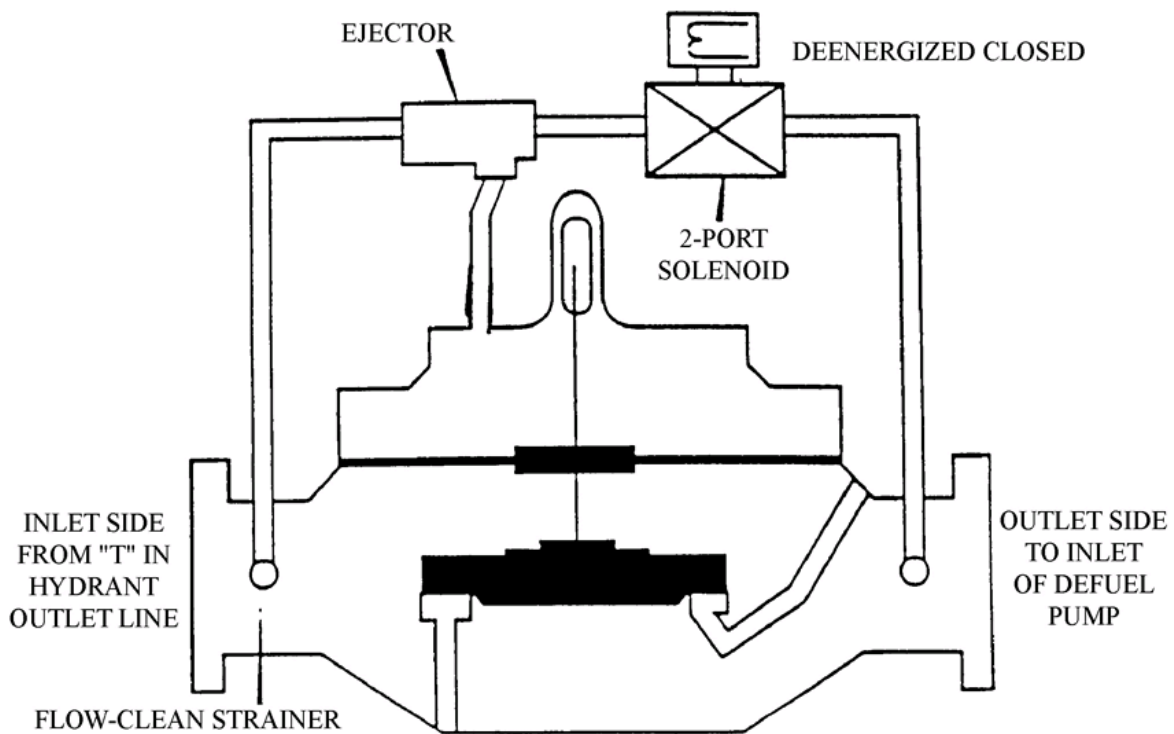 EJECTOR
DEENERGIZED CLOSED
2-PORT
SOLENOID
INLET SIDE
FROM "T" IN
HYDRANT
OUTLET LINE
OUTLET SIDE
TO INLET
OF DEFUEL
PUMP
FLOW-CLEAN STRAINER